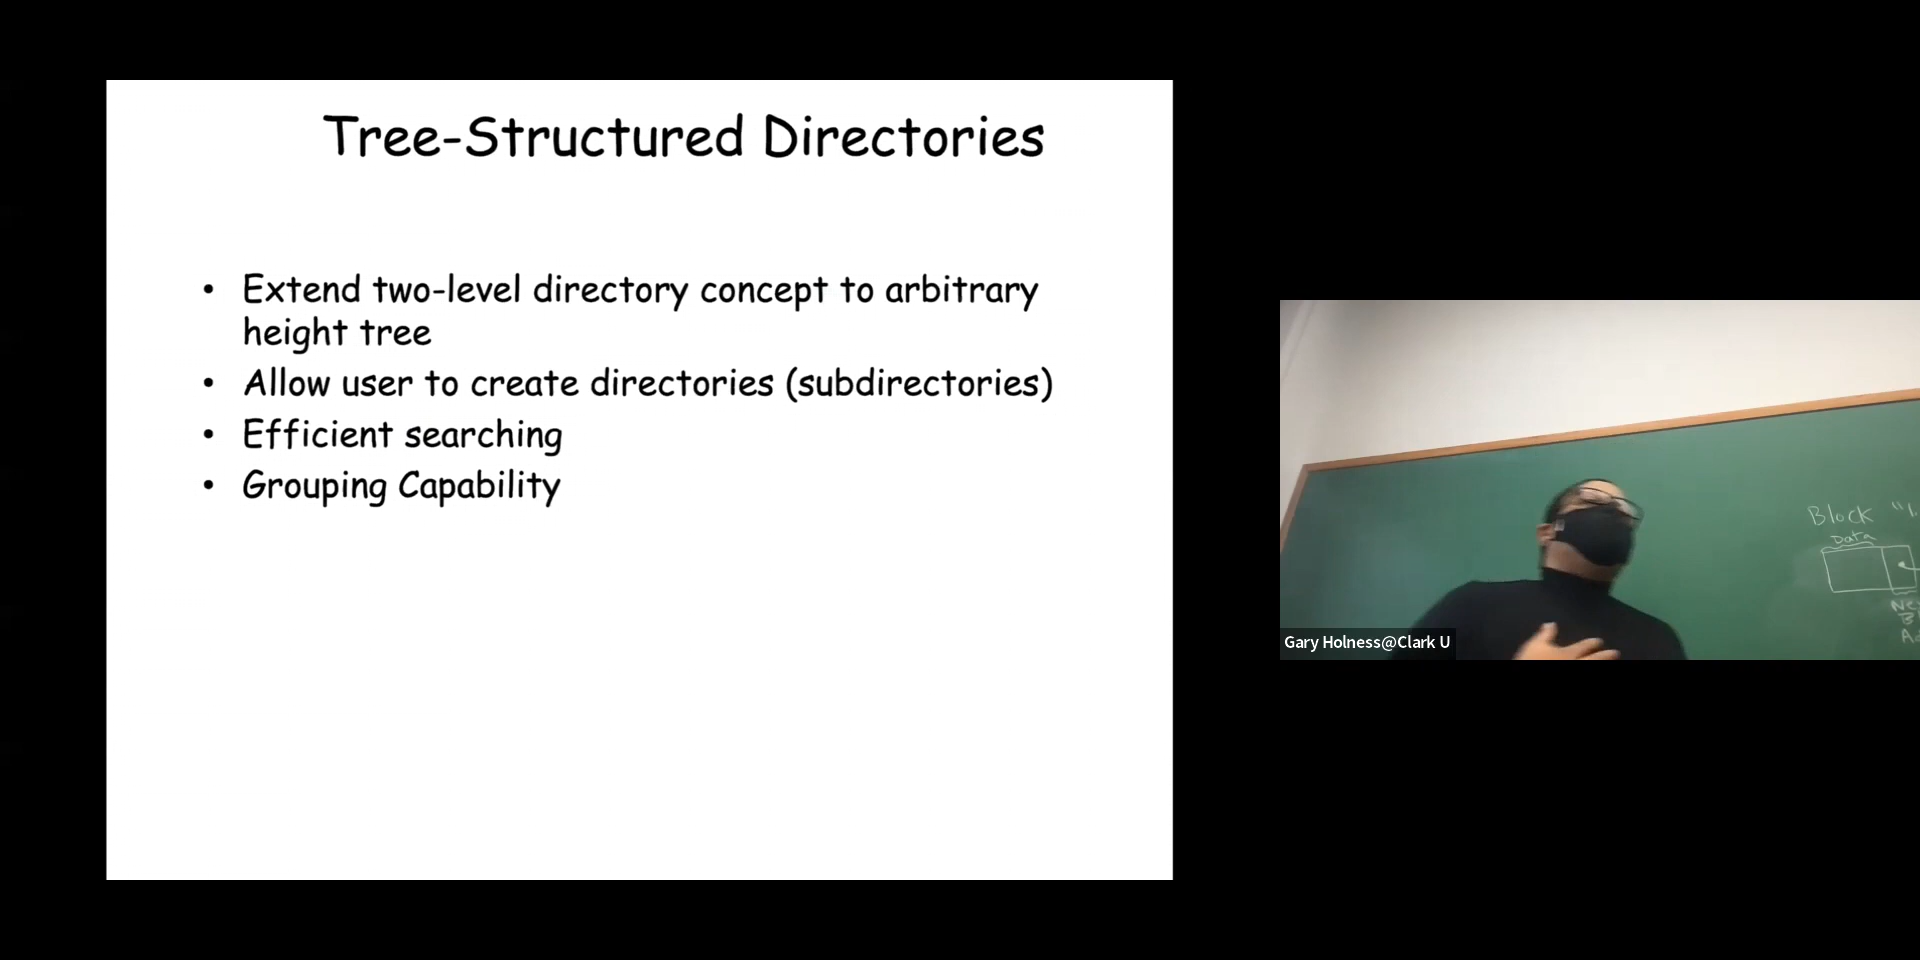 Tree-Structured Directories
• Extend two-level directory concept to arbitrary
height tree
• Allow user to create directories (subdirectories)
• Efficient searching
• Grouping Capability
Block
Data
Gary Holness@Clark U